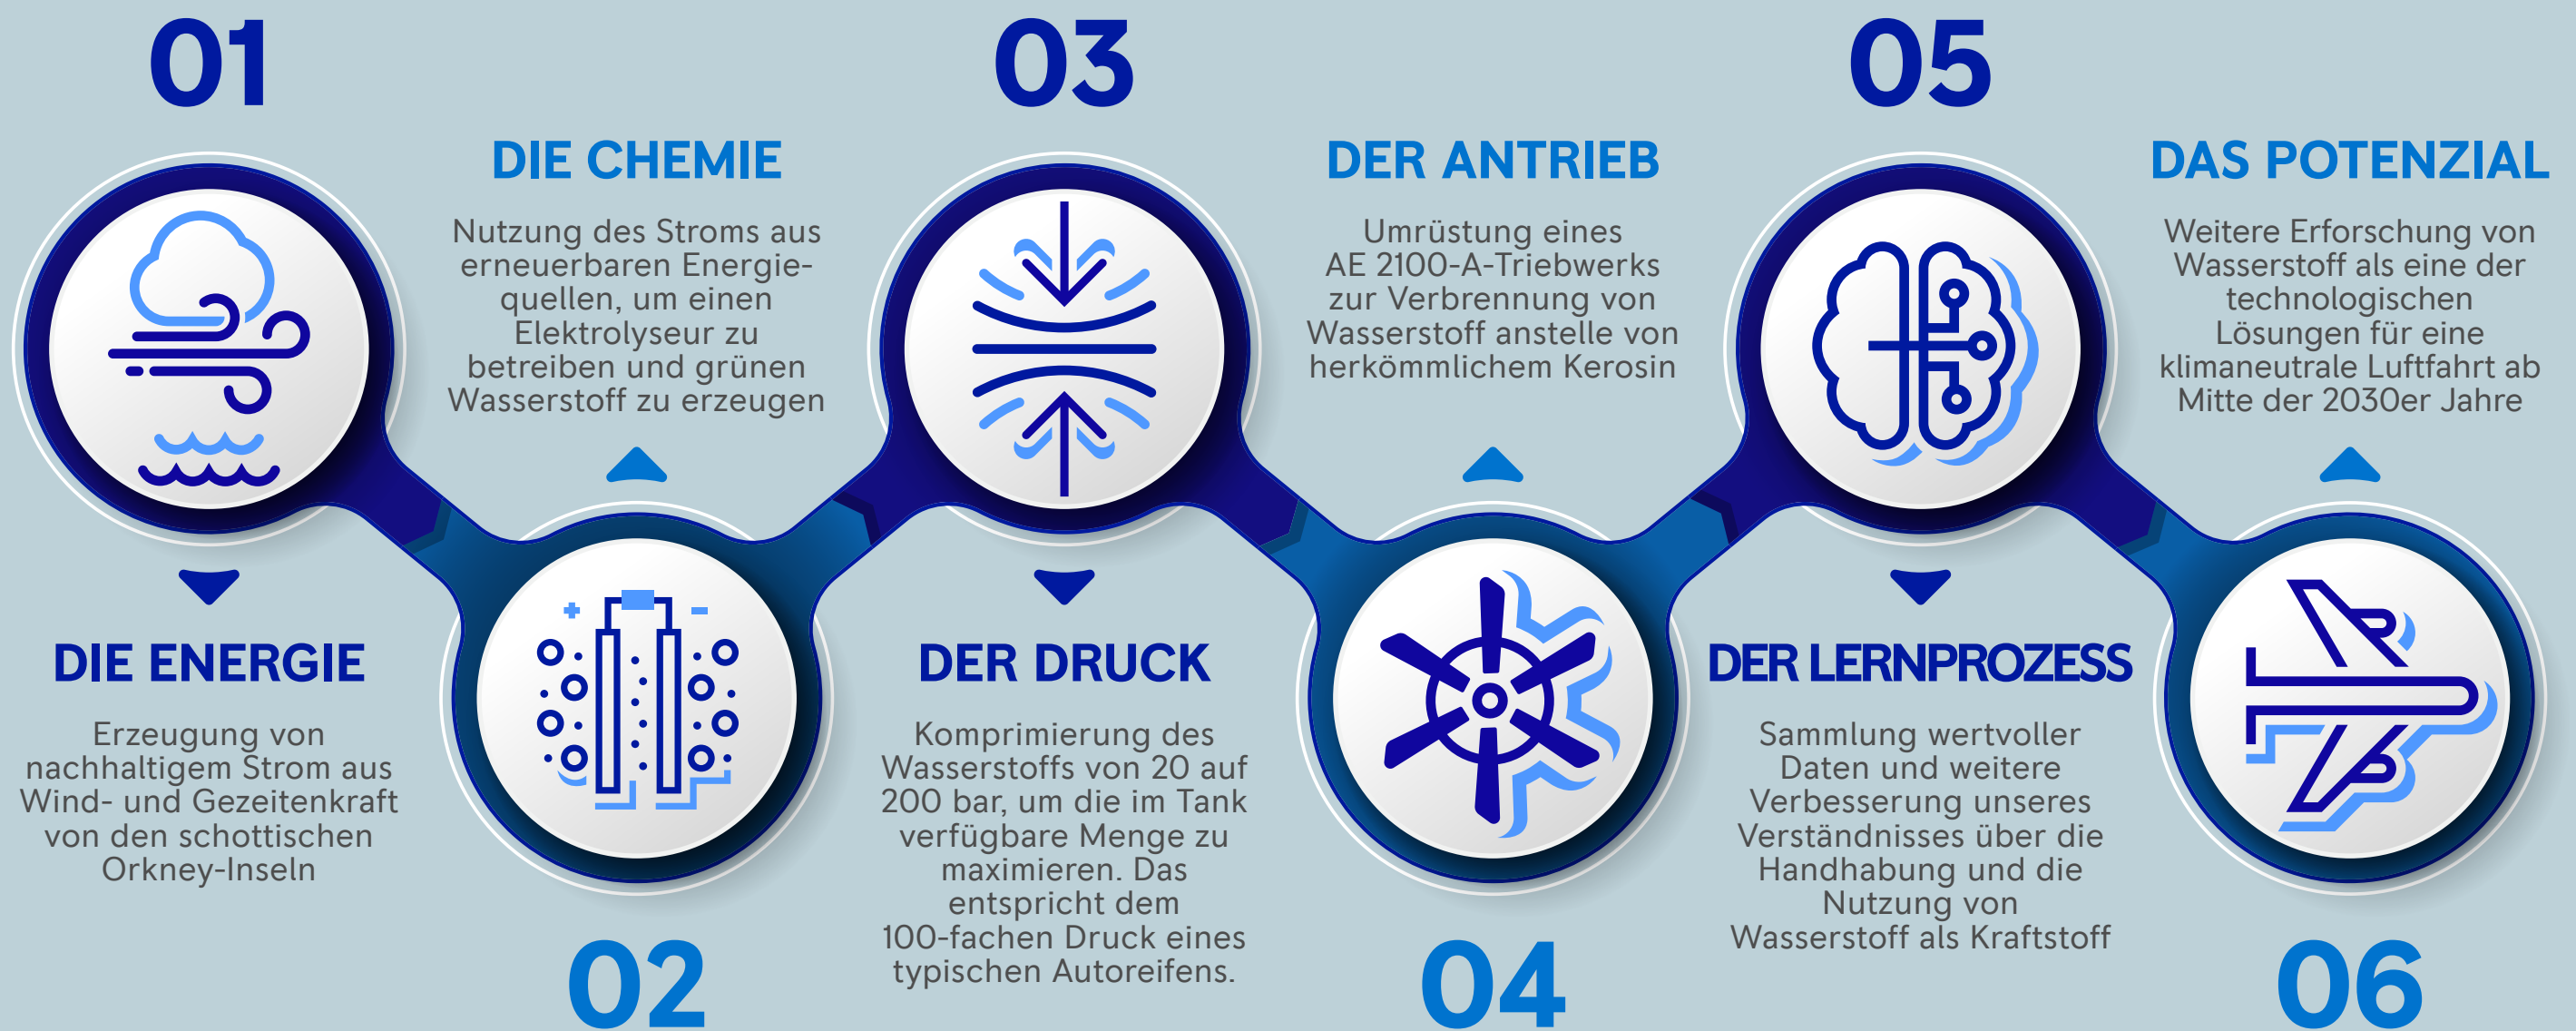 01
DIE ENERGIE
Erzeugung von
nachhaltigem Strom aus
Wind- und Gezeitenkraft
von den schottischen
Orkney-Inseln
DIE CHEMIE
Nutzung des Stroms aus
erneuerbaren Energie-
quellen, um einen
Elektrolyseur zu
betreiben und grünen
Wasserstoff zu erzeugen
02
03
DER DRUCK
Komprimierung des
Wasserstoffs von 20 auf
200 bar, um die im Tank
verfügbare Menge zu
maximieren. Das
entspricht dem
100-fachen Druck eines
typischen Autoreifens.
DER ANTRIEB
Umrüstung eines
AE 2100-A-Triebwerks
zur Verbrennung von
Wasserstoff anstelle von
herkömmlichem Kerosin
04
05
DER LERNPROZESS
Sammlung wertvoller
Daten und weitere
Verbesserung unseres
Verständnisses über die
Handhabung und die
Nutzung von
Wasserstoff als Kraftstoff
DAS POTENZIAL
Weitere Erforschung von
Wasserstoff als eine der
technologischen
Lösungen für eine
klimaneutrale Luftfahrt ab
Mitte der 2030er Jahre
06